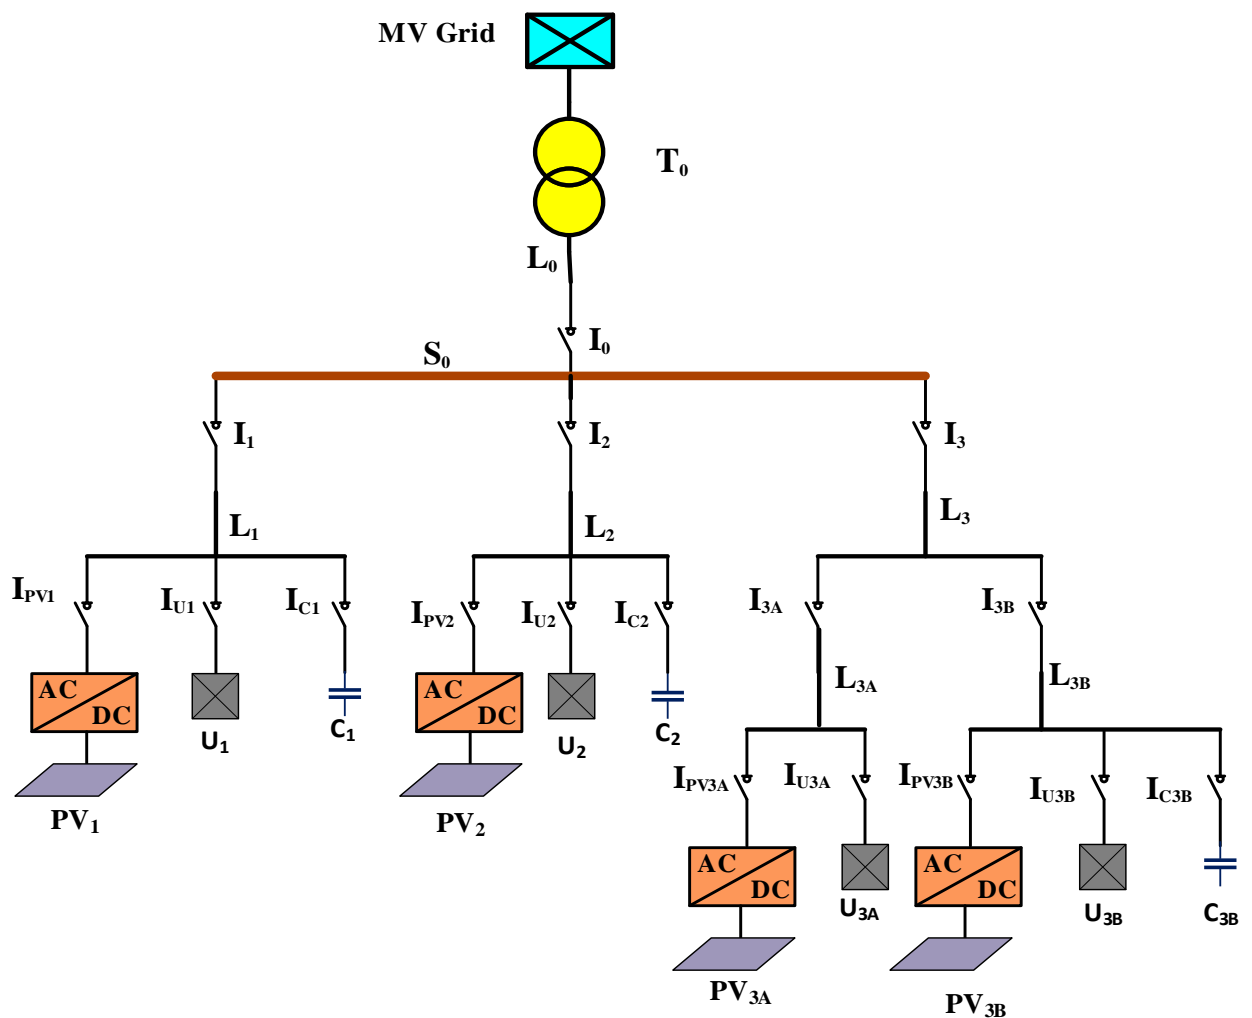 MV Grid
T0
L0
I0
S0
I1
I2
I3
L1
L2
L3
IPV1
IU1
IC1
IPV2
IU2
IC2
I3A
I3B
AC
DC
U1
C1
AC
DC
U2
C2
L3A
L3B
PV1
PV2
IPV3A
IU3A
IPV3B
IU3B
IC3B
AC
DC
U3A
AC
DC
U3B
C3B
PV3A
PV3B